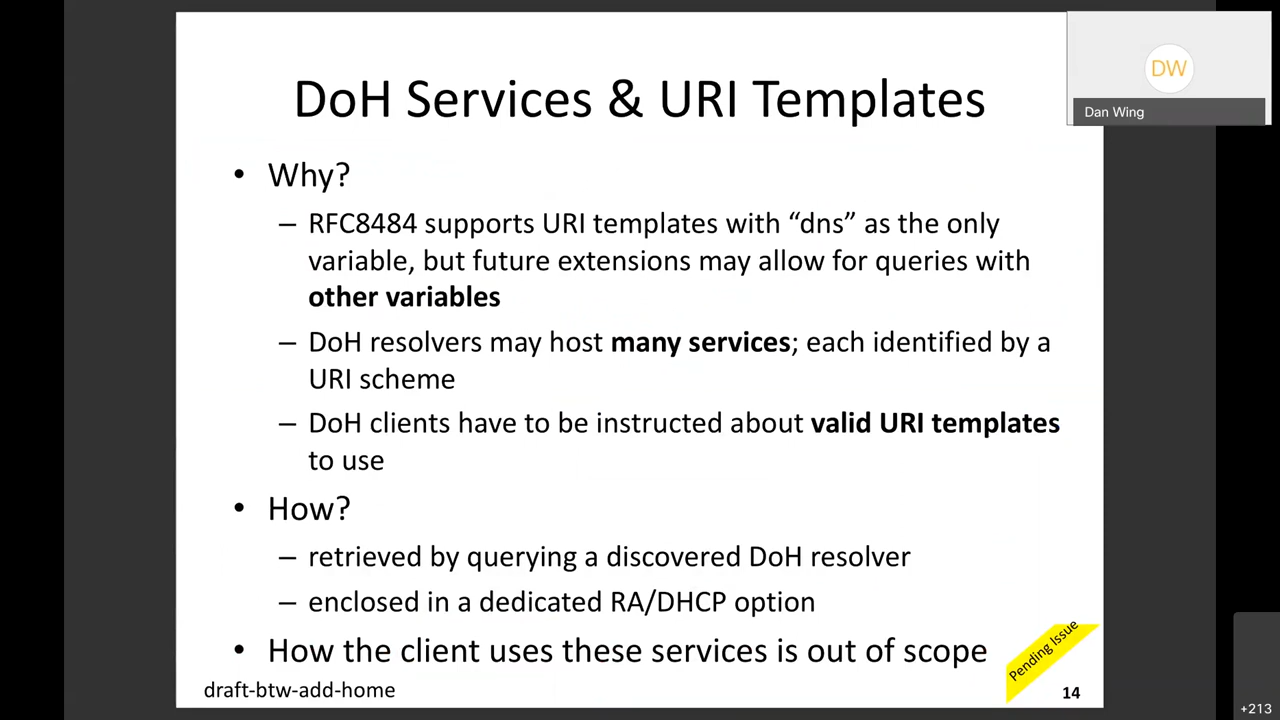 DoH Services & URI Templates
DW
Dan Wing
• Why?
– RFC8484 supports URI templates with “dns” as the only
variable, but future extensions may allow for queries with
other variables
– DoH resolvers may host many services; each identified by a
URI scheme
– DoH clients have to be instructed about valid URI templates
to use
• How?
– retrieved by querying a discovered DoH resolver
– enclosed in a dedicated RA/DHCP option
• How the client uses these services is out of scope
Pending Issue
draft-btw-add-home
14
+213